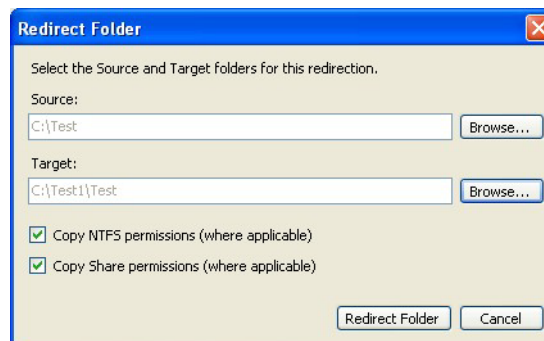 Redirect Folder
Select the Source and Target folders for this redirection.
Source:
C:\Test
Browse...
Target:
C:\Test1\Test
Browse...
Copy NTFS permissions (where applicable)
Copy Share permissions (where applicable)
Redirect Folder Cancel